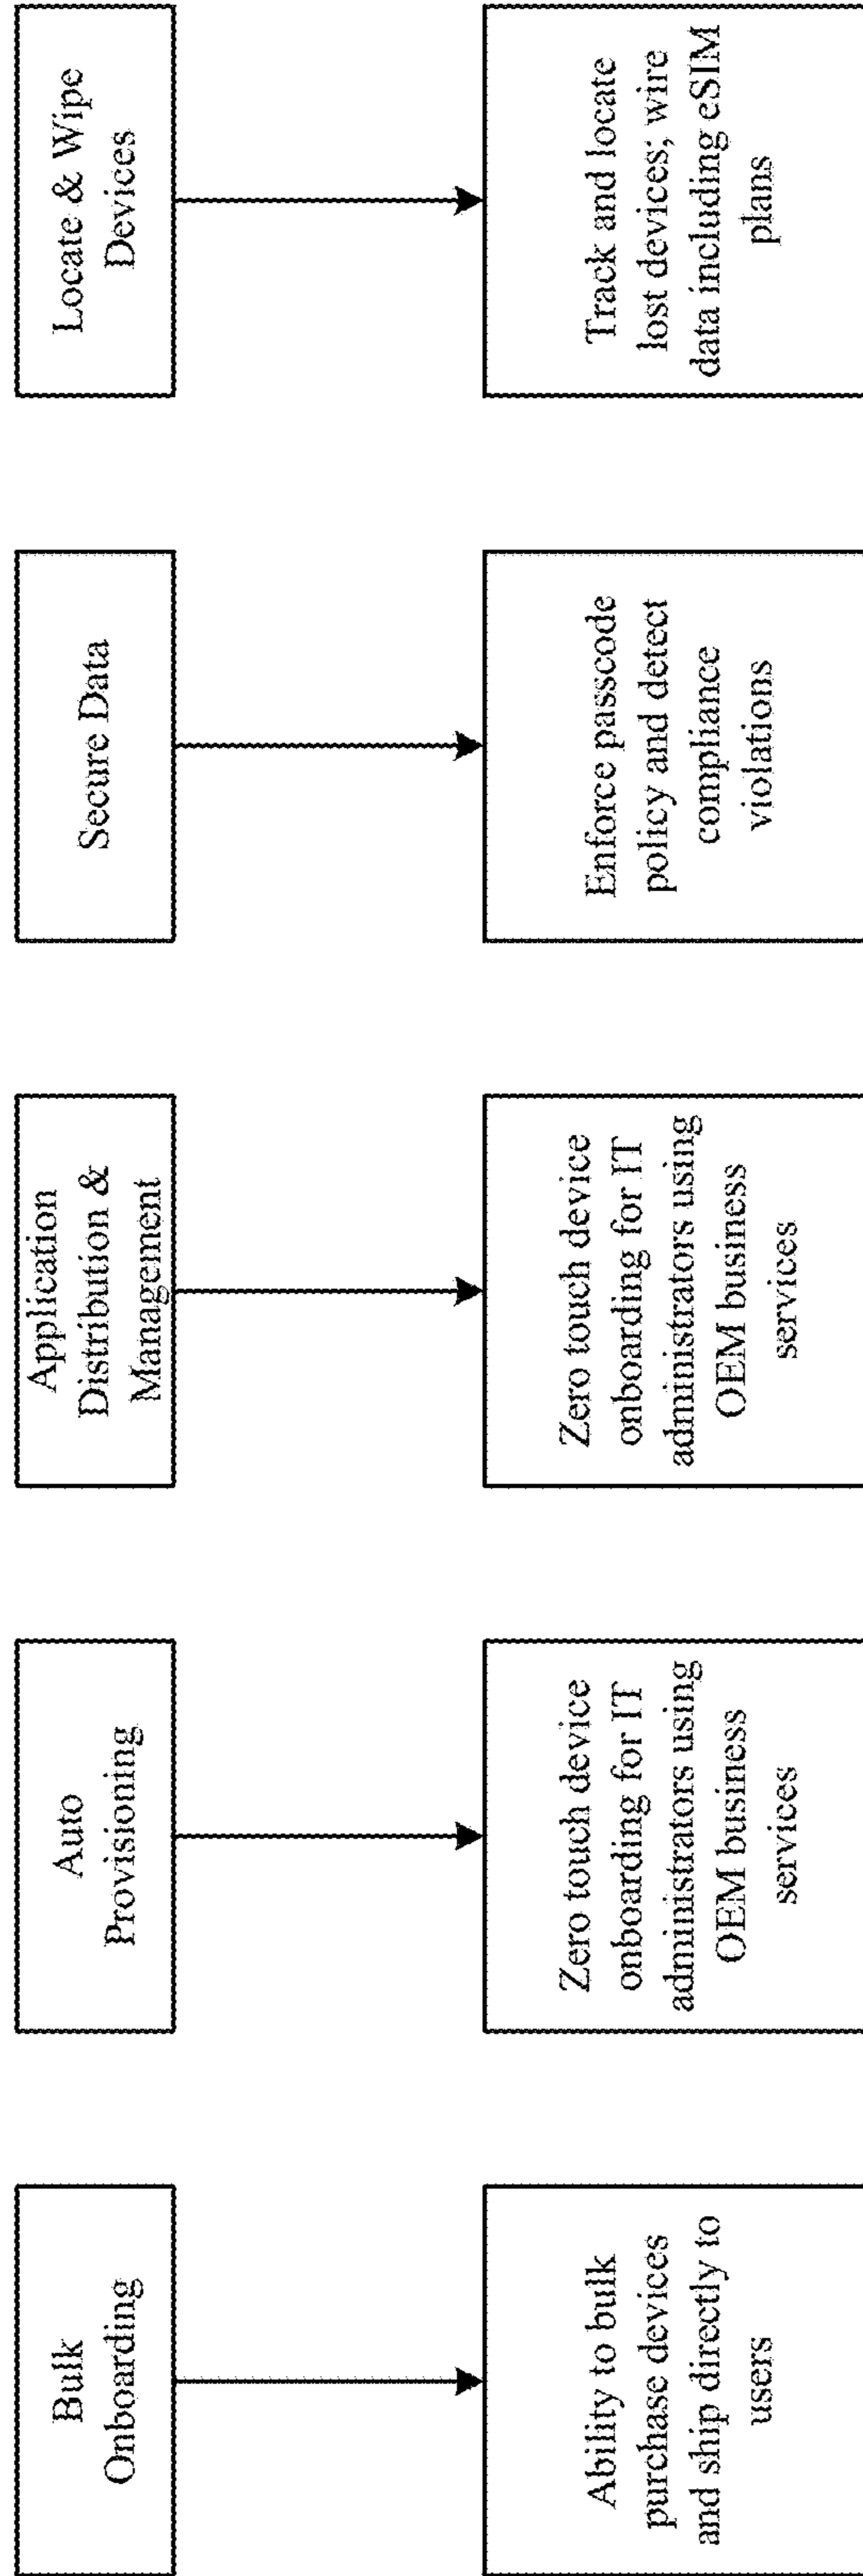 Bulk
Onboarding
Ability to bulk
purchase devices
and ship directly to
users
Auto
Provisioning
Zero touch device
onboarding for IT
administrators using
OEM business
services
Application
Distribution &
Management
Zero touch device
onboarding for IT
administrators using
OEM business
services
Secure Data
Enforce passcode
policy and detect
compliance
violations
Locate & Wipe
Devices
Track and locate
lost devices; wire
data including eSIM
plans